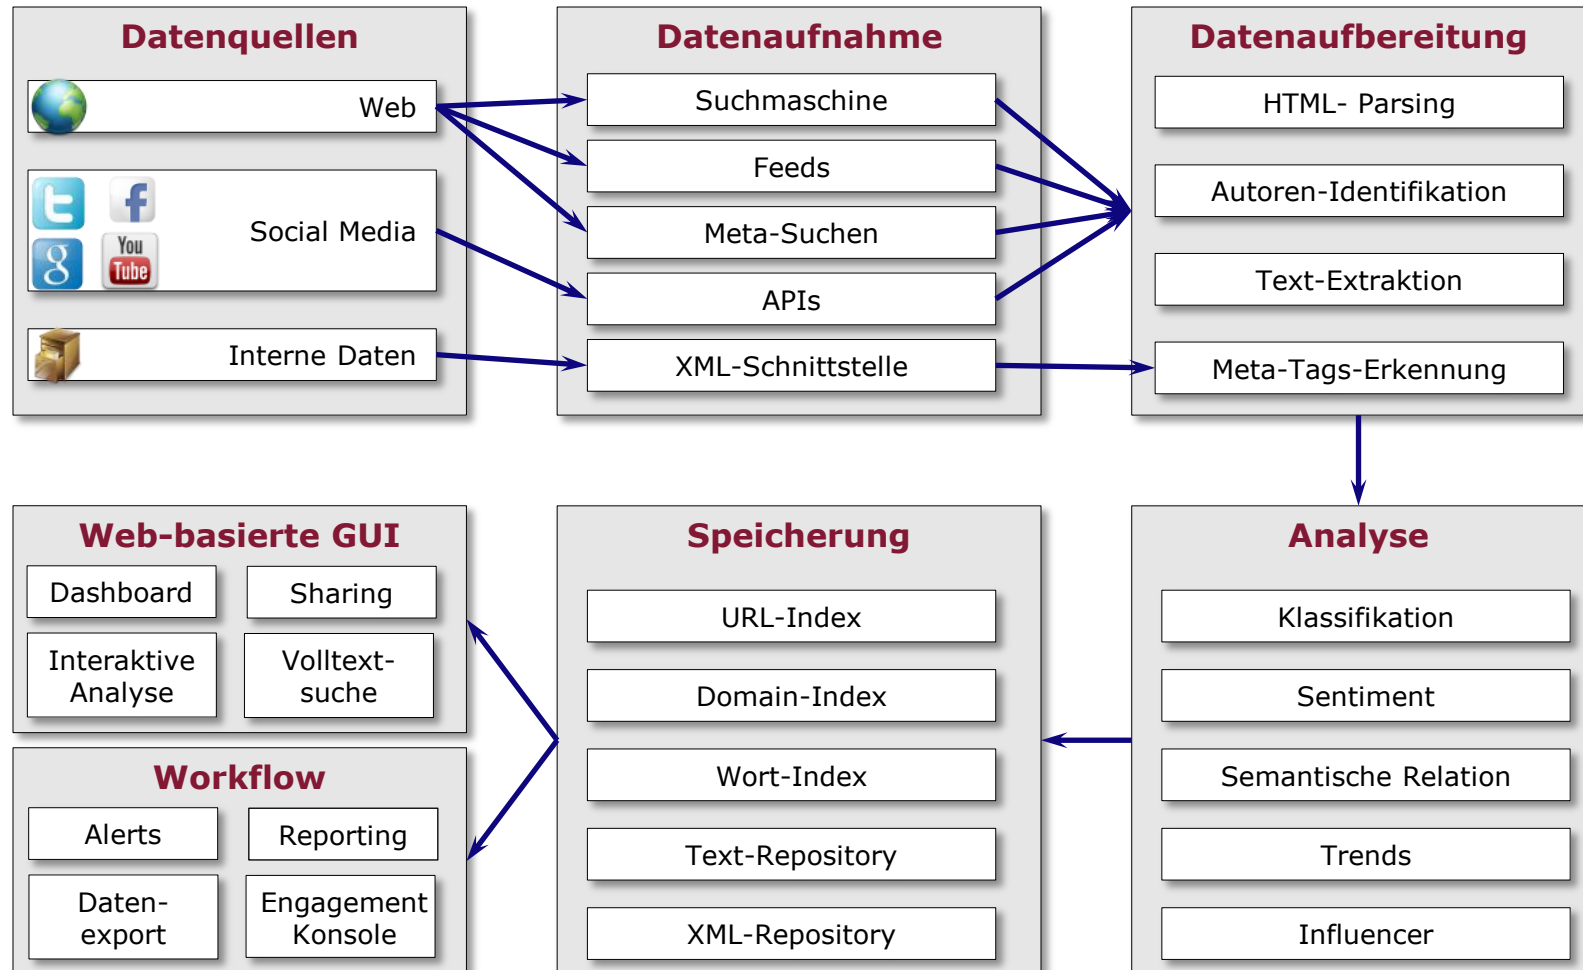 Datenquellen
Web
t
f
g
You
Tube
Social Media
Interne Daten
Datenaufnahme
Suchmaschine
Feeds
Meta-Suchen
APIs
XML-Schnittstelle
Datenaufbereitung
HTML- Parsing
Autoren-Identifikation
Text-Extraktion
Meta-Tags-Erkennung
Web-basierte GUI
Dashboard
Sharing
Interaktive
Analyse
Volltext-
suche
Workflow
Alerts
Reporting
Daten-
export
Engagement
Konsole
Speicherung
URL-Index
Domain-Index
Wort-Index
Text-Repository
XML-Repository
Analyse
Klassifikation
Sentiment
Semantische Relation
Trends
Influencer